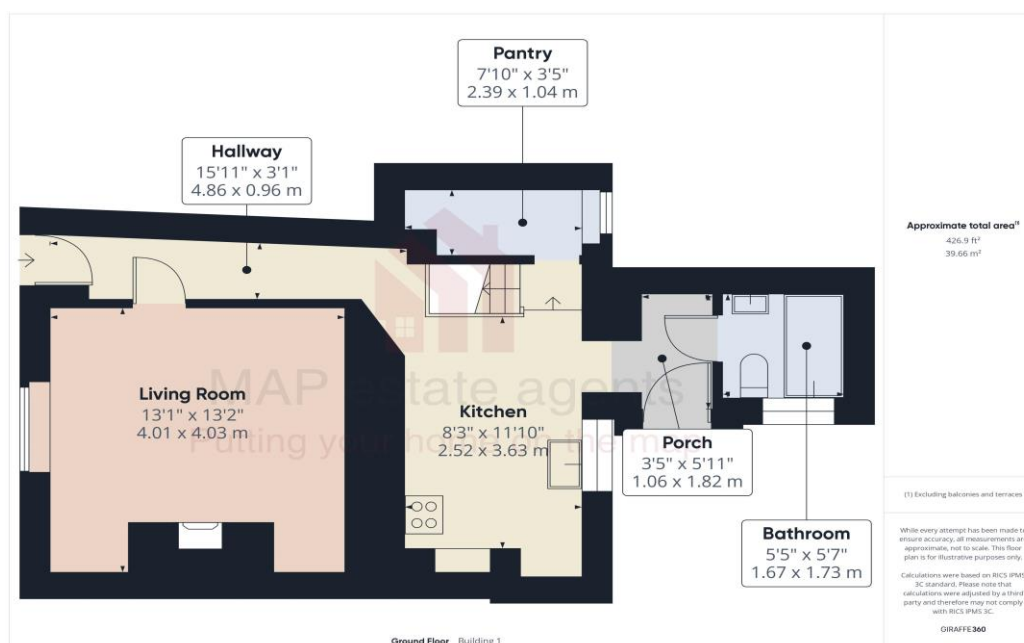 Pantry
7'10" x 3'5"
2.39 x 1.04 m
Hallway
15'11" x 3'1"
4.86 x 0.96 m
Approximate total area⁽¹⁾
426.9 ft²
39.66 m²
MAP estate agents
Putting your home on the map
Living Room
13'1" x 13'2"
4.01 x 4.03 m
Kitchen
8'3" x 11'10"
2.52 x 3.63 m
Porch
3'5" x 5'11"
1.06 x 1.82 m
Bathroom
5'5" x 5'7"
1.67 x 1.73 m
(1) Excluding balconies and terraces
While every attempt has been made to
ensure accuracy, all measurements are
approximate, not to scale. This floor
plan is for illustrative purposes only.
Calculations were based on RICS IPMS
3C standard. Please note that
calculations were adjusted by a third
party and therefore may not comply
with RICS IPMS 3C.
GIRAFFE360
Ground Floor Building 1